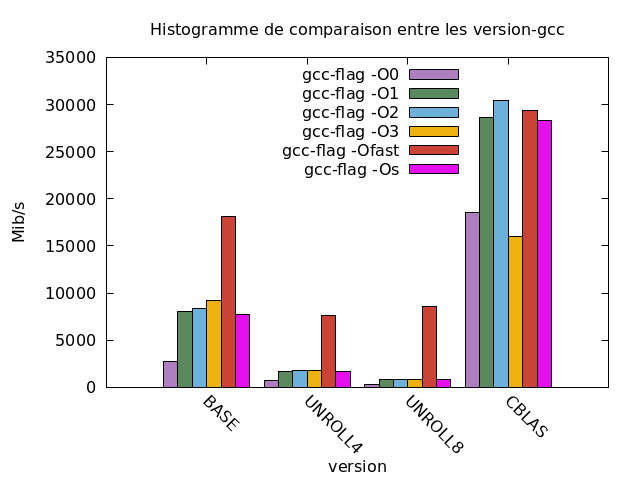 Histogramme de comparaison entre les version-gcc
35000
30000
25000
20000
15000
10000
5000
0
Mib/s
gcc-flag -O0
gcc-flag -O1
gcc-flag -O2
gcc-flag -O3
gcc-flag -Ofast
gcc-flag -Os
BASE
UNROLL4
UNROLL8
CBLAS
version